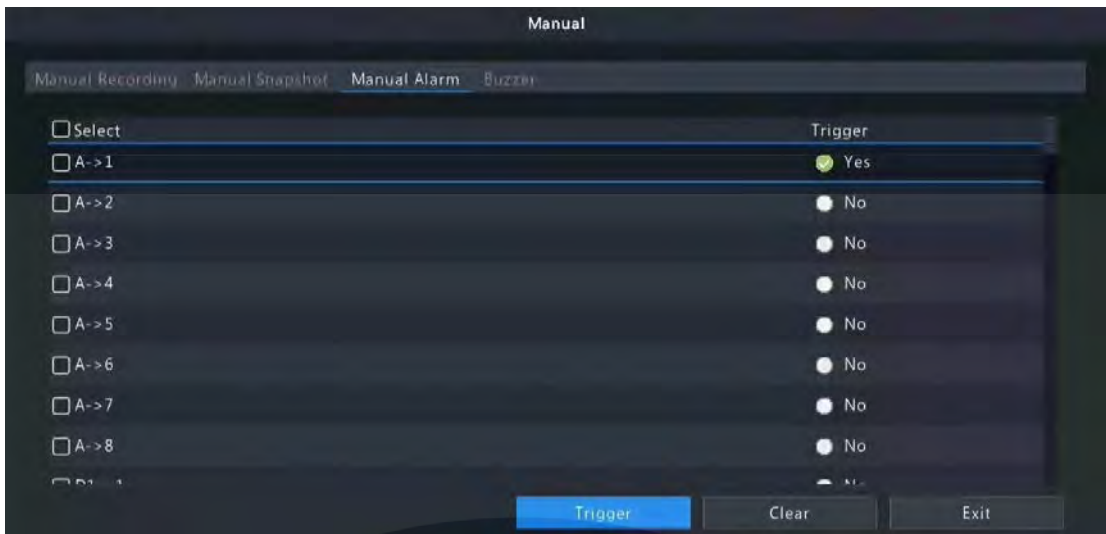 Manual
Manual Recording Manual Snapshot Manual Alarm Buzzer
Select Trigger
A->1 Yes
A->2 No
A->3 No
A->4 No
A->5 No
A->6 No
A->7 No
A->8 No
Trigger Clear Exit